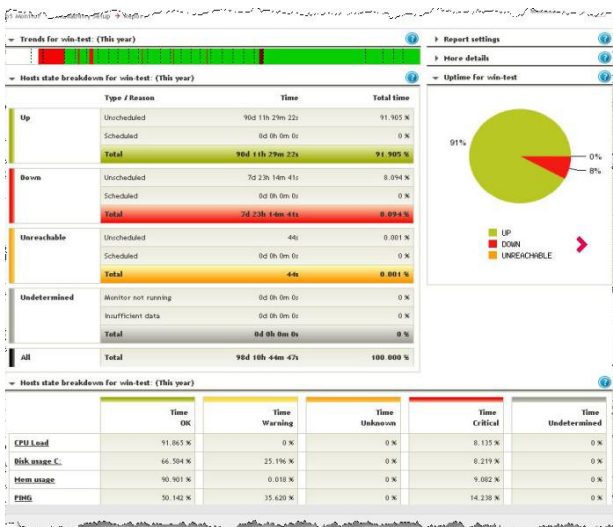 Trends for win-test: (This year)
Report settings
More details
Hosts state breakdown for win-test: (This year)
Uptime for win-test
Type / Reason Time Total time
Up Unscheduled 90d 11h 29m 22s 91.905 %
Scheduled 0d 0h 0m 0s 0 %
Total 90d 11h 29m 22s 91.905 %
Down Unscheduled 7d 23h 14m 41s 8.094 %
Scheduled 0d 0h 0m 0s 0 %
Total 7d 23h 14m 41s 8.094 %
Unreachable Unscheduled 44s 0.001 %
Scheduled 0d 0h 0m 0s 0 %
Total 44s 0.001 %
Undetermined Monitor not running 0d 0h 0m 0s 0 %
Insufficient data 0d 0h 0m 0s 0 %
Total 0d 0h 0m 0s 0 %
All Total 98d 10h 44m 47s 100.000 %
91%
0%
8%
UP
DOWN
UNREACHABLE
Hosts state breakdown for win-test: (This year)
Time OK Time Warning Time Unknown Time Critical Time Undetermined
CPU Load 91.865 % 0 % 0 % 8.135 % 0 %
Disk usage C: 66.584 % 25.196 % 0 % 8.219 % 0 %
Mem usage 90.901 % 0.018 % 0 % 9.082 % 0 %
PING 50.142 % 35.620 % 0 % 14.238 % 0 %